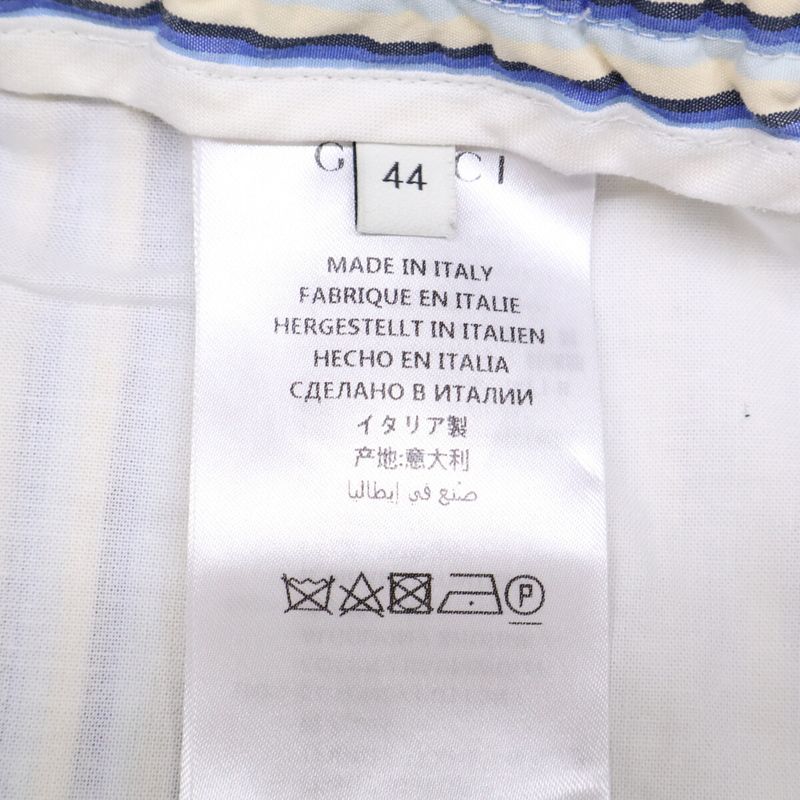 G CI
44
MADE IN ITALY
FABRIQUE EN ITALIE
HERGESTELLT IN ITALIEN
HECHO EN ITALIA
СДЕЛАНО В ИТАЛИИ
イタリア製
产地:意大利
صنع في إيطاليا
P